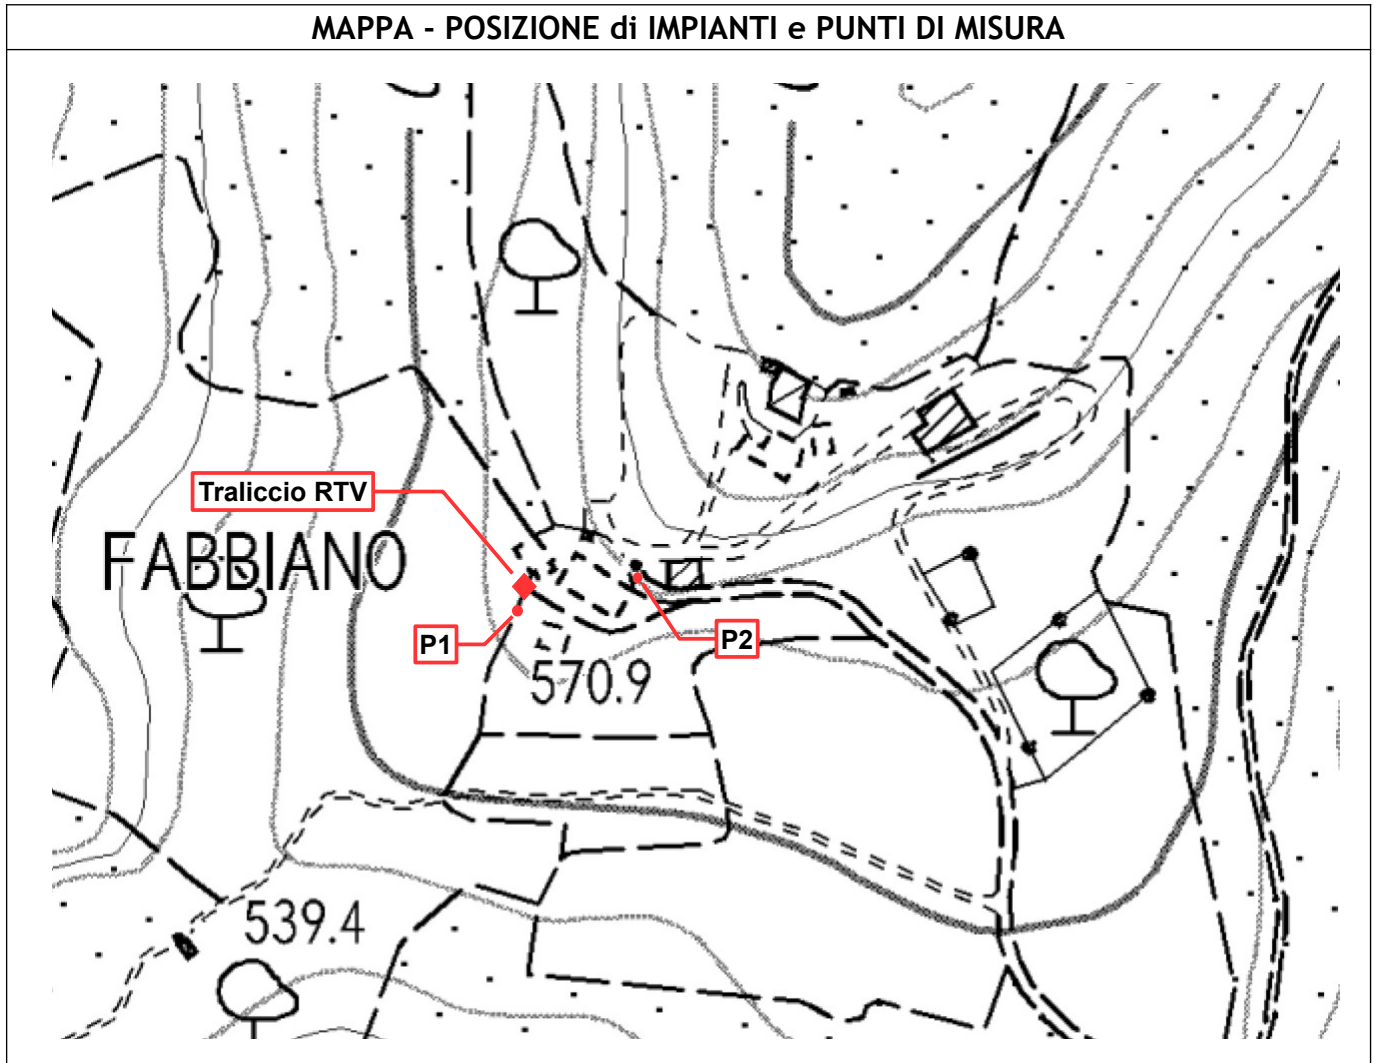 MAPPA - POSIZIONE di IMPIANTI e PUNTI DI MISURA
Traliccio RTV
FABBIANO
P1
P2
570.9
539.4